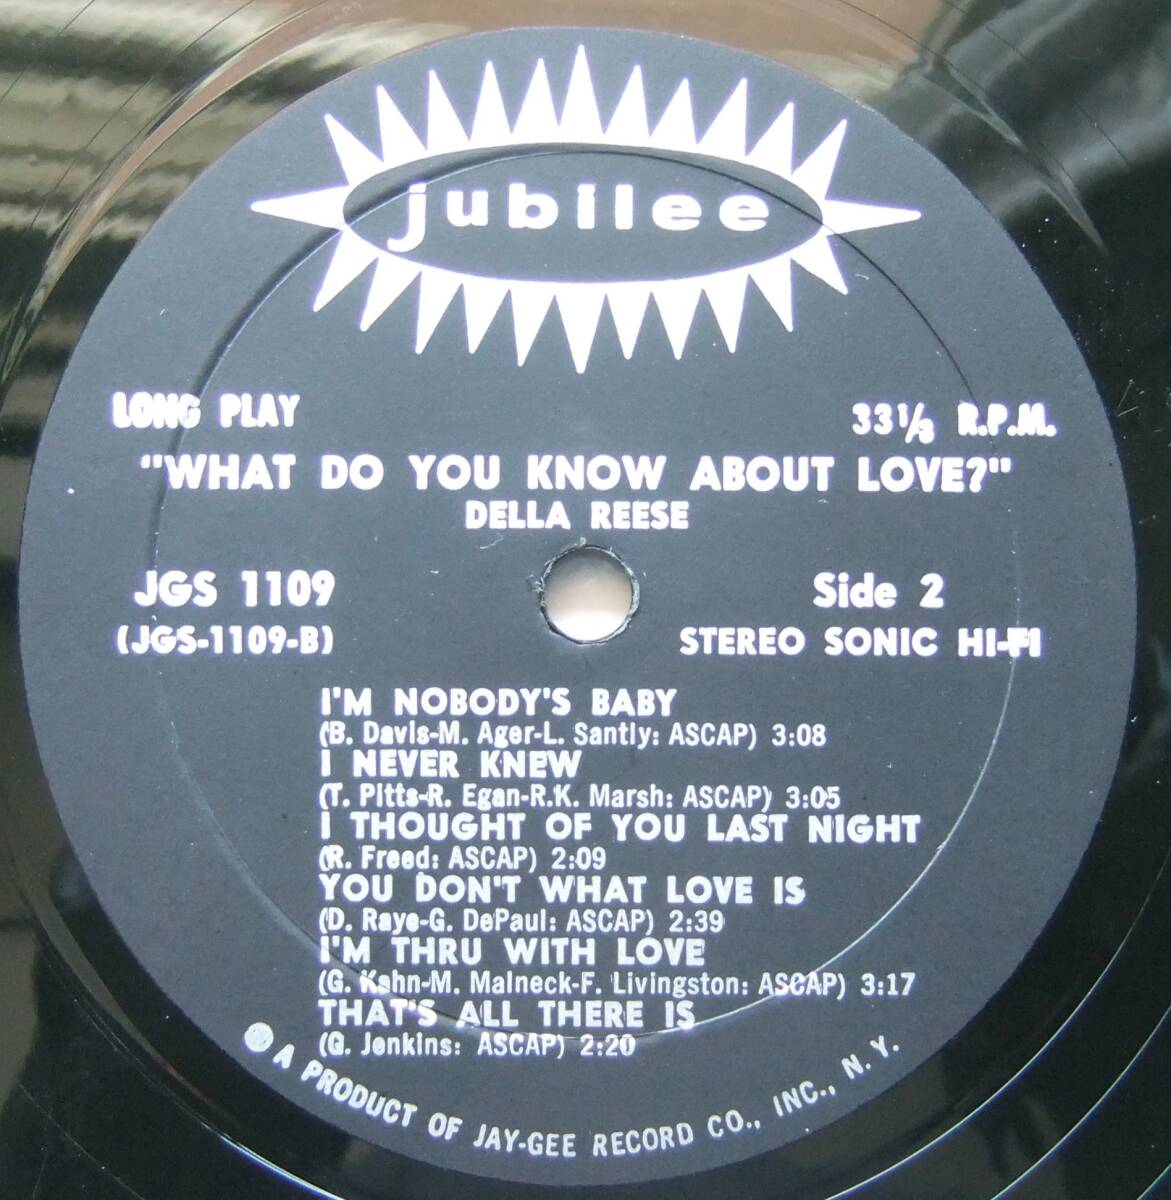 jubilee
LONG PLAY
33⅓ R.P.M.
"WHAT DO YOU KNOW ABOUT LOVE?"
DELLA REESE
JGS 1109
Side 2
(JGS-1109-B)
STEREO SONIC HI-FI
I'M NOBODY'S BABY
(B. Davis-M. Ager-L. Santly: ASCAP) 3:08
I NEVER KNEW
(T. Pitts-R. Egan-R.K. Marsh: ASCAP) 3:05
I THOUGHT OF YOU LAST NIGHT
(R. Freed: ASCAP) 2:09
YOU DON'T WHAT LOVE IS
(D. Raye-G. DePaul: ASCAP) 2:39
I'M THRU WITH LOVE
(G. Kahn-M. Malneck-F. Livingston: ASCAP) 3:17
THAT'S ALL THERE IS
(G. Jenkins: ASCAP) 2:20
A PRODUCT OF JAY-GEE RECORD CO., INC., N. Y.